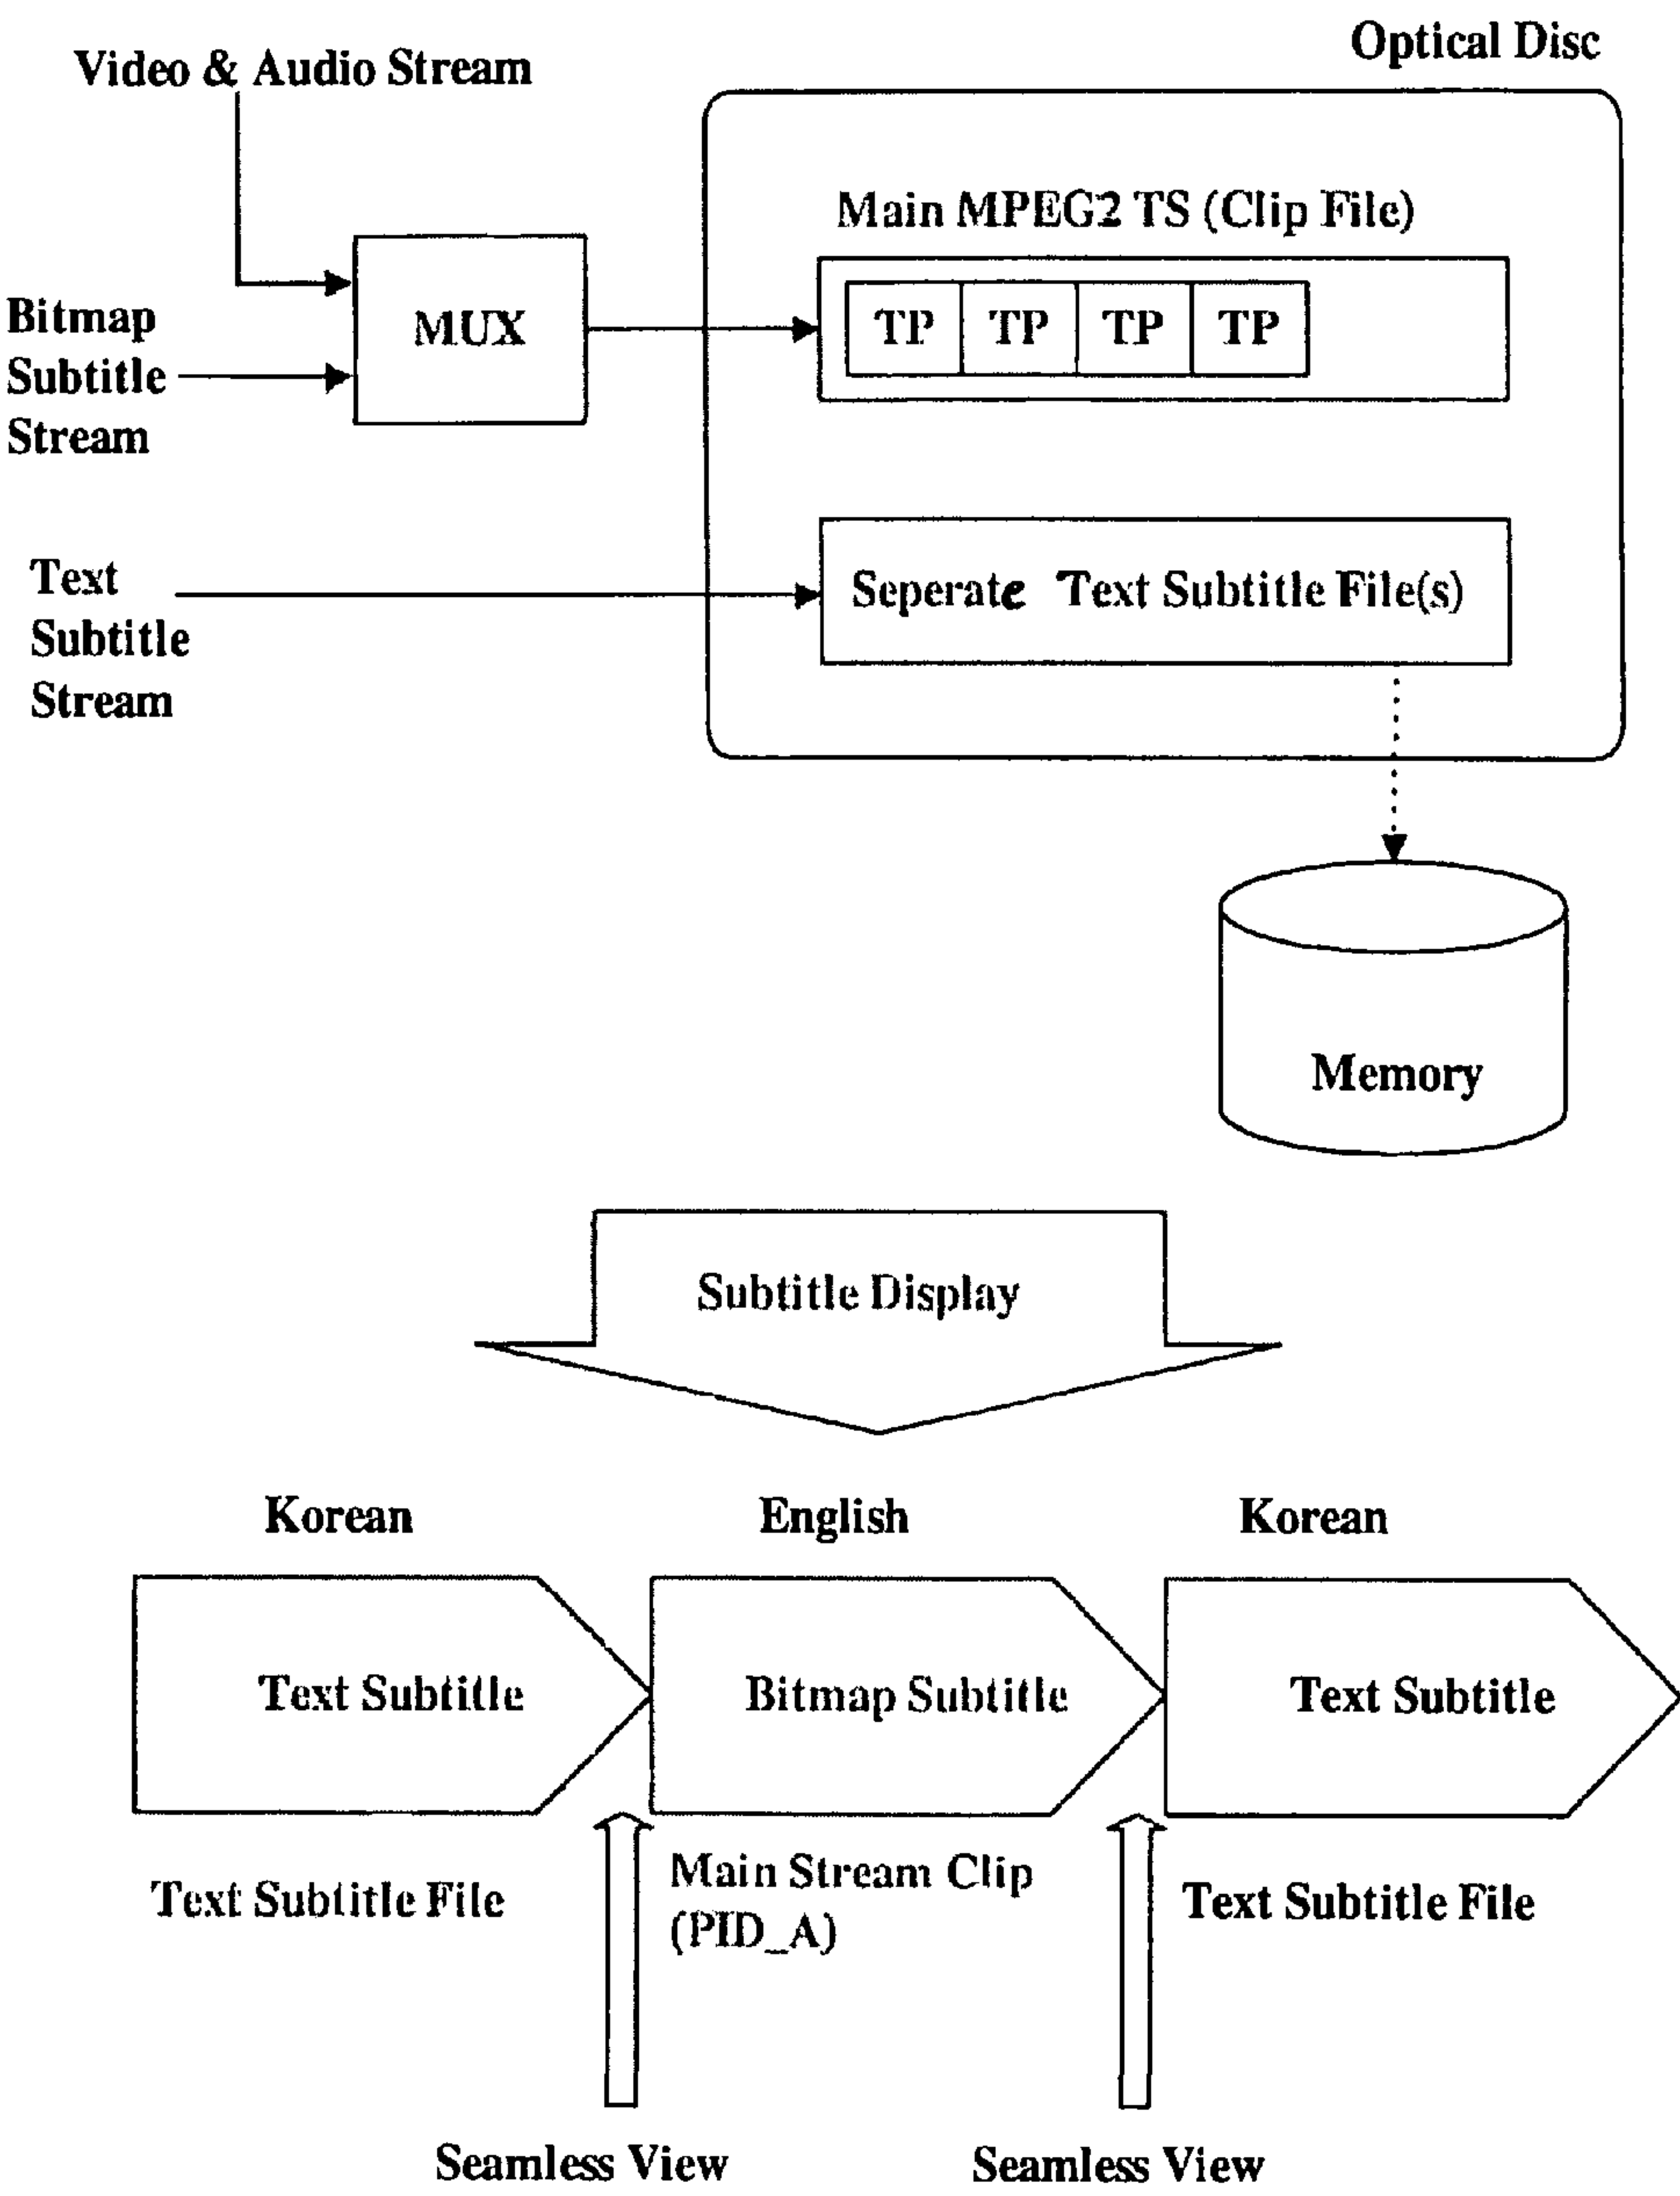 Optical Disc
Video & Audio Stream
Main MPEG2 TS (Clip File)
Bitmap
Subtitle
Stream
MUX
TP TP TP TP
Text
Subtitle
Stream
Seperate Text Subtitle File(s)
Memory
Subtitle Display
Korean English Korean
Text Subtitle Bitmap Subtitle Text Subtitle
Text Subtitle File
Main Stream Clip
(PID_A)
Text Subtitle File
Seamless View Seamless View